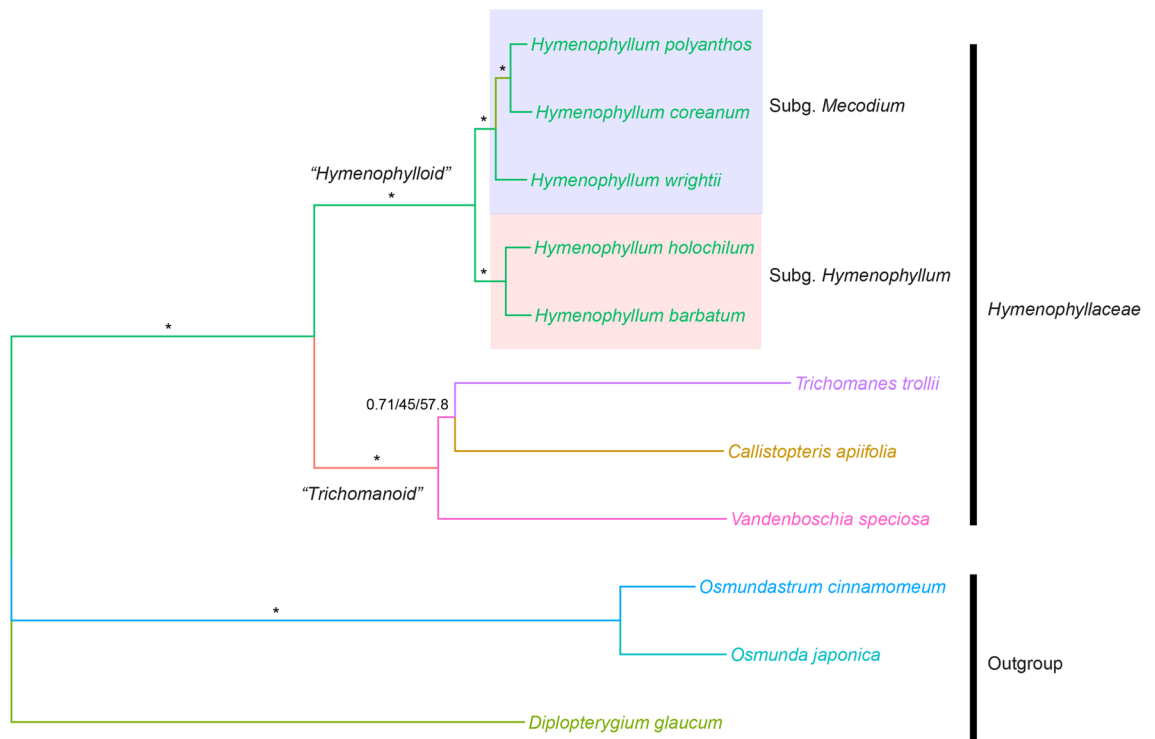 Hymenophyllum polyanthos
*
Subg. Mecodium
Hymenophyllum coreanum
*
“Hymenophylloid”
Hymenophyllum wrightii
*
Hymenophyllum holochilum
*
Subg. Hymenophyllum
Hymenophyllaceae
Hymenophyllum barbatum
*
Trichomanes trollii
0.71/45/57.8
Callistopteris apiifolia
*
“Trichomanoid”
Vandenboschia speciosa
Osmundastrum cinnamomeum
*
Osmunda japonica
Outgroup
Diplopterygium glaucum